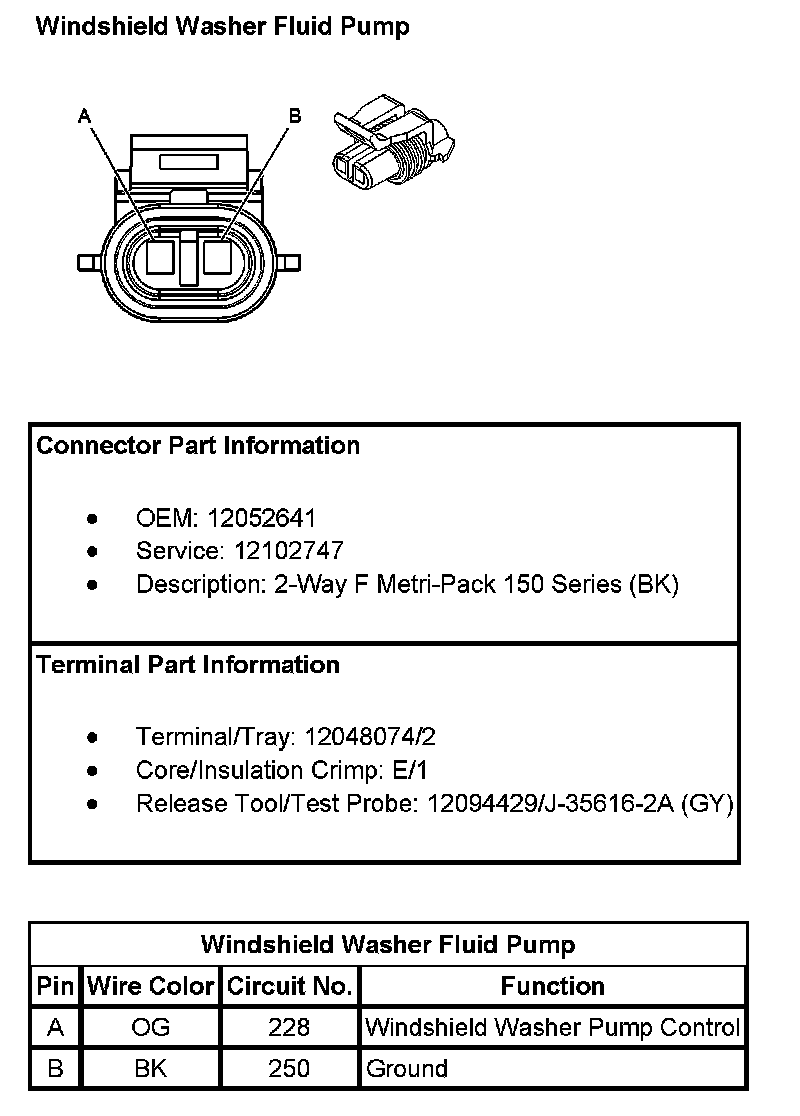 Windshield Washer Fluid Pump
A B
Connector Part Information
• OEM: 12052641
• Service: 12102747
• Description: 2-Way F Metri-Pack 150 Series (BK)
Terminal Part Information
• Terminal/Tray: 12048074/2
• Core/Insulation Crimp: E/1
• Release Tool/Test Probe: 12094429/J-35616-2A (GY)
Windshield Washer Fluid Pump
Pin Wire Color Circuit No. Function
A OG 228 Windshield Washer Pump Control
B BK 250 Ground